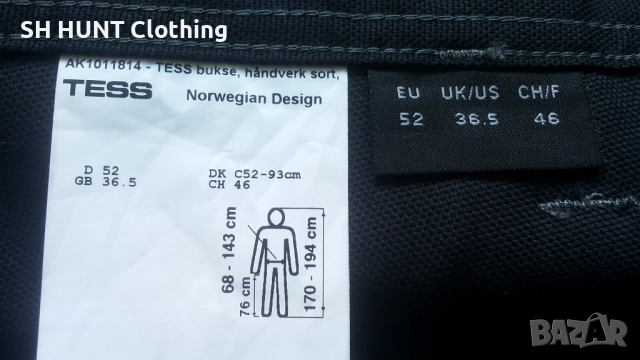 SH HUNT Clothing
AK1011814 - TESS bukse, håndverk sort,
TESS Norwegian Design
D 52 DK C52-93cm
GB 36.5 CH 46
68 - 143 cm
76 cm
170 - 194 cm
EU UK/US CH/F
52 36.5 46
BAZAR